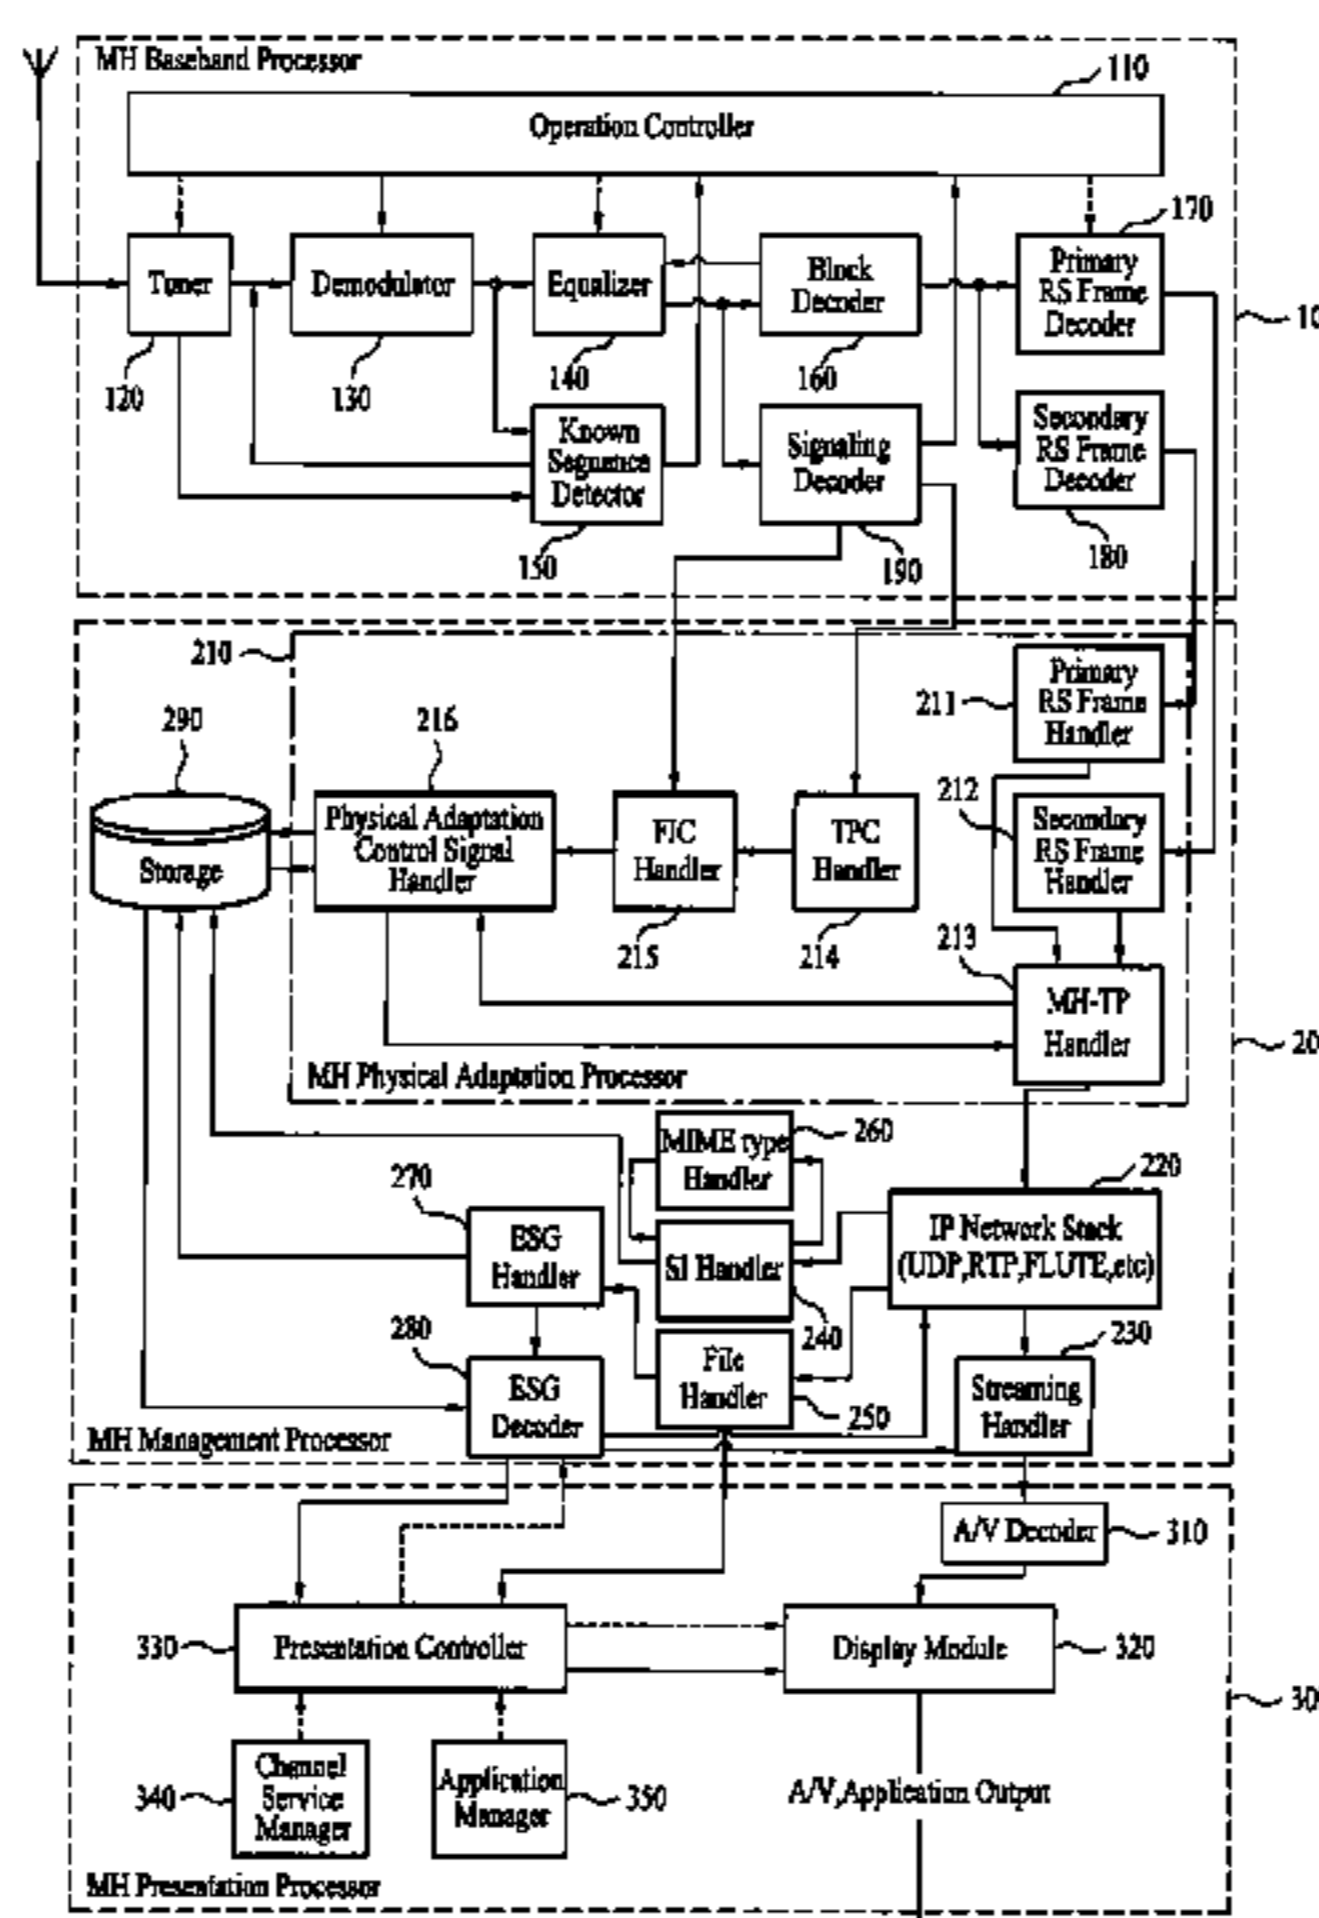 MH Baseband Processor
110
Operation Controller
170
Tuner
Demodulator
Equalizer
Block
Decoder
Primary
RS Frame
Decoder
10
120
130
140
160
Known
Sequence
Detector
Signaling
Decoder
Secondary
RS Frame
Decoder
150
190
180
210
Primary
RS Frame
Handler
211
290
216
212
Storage
Physical Adaptation
Control Signal
Handler
FIC
Handler
TPC
Handler
Secondary
RS Frame
Handler
215
214
213
MH-TP
Handler
20
MH Physical Adaptation Processor
MIME type
Handler
260
270
220
ESG
Handler
SI Handler
IP Network Stack
(UDP,RTP,FLUTE,etc)
280
240
230
ESG
Decoder
File
Handler
250
Streaming
Handler
MH Management Processor
A/V Decoder
310
330
Presentation Controller
Display Module
320
30
340
Channel
Service
Manager
Application
Manager
350
A/V,Application Output
MH Presentation Processor